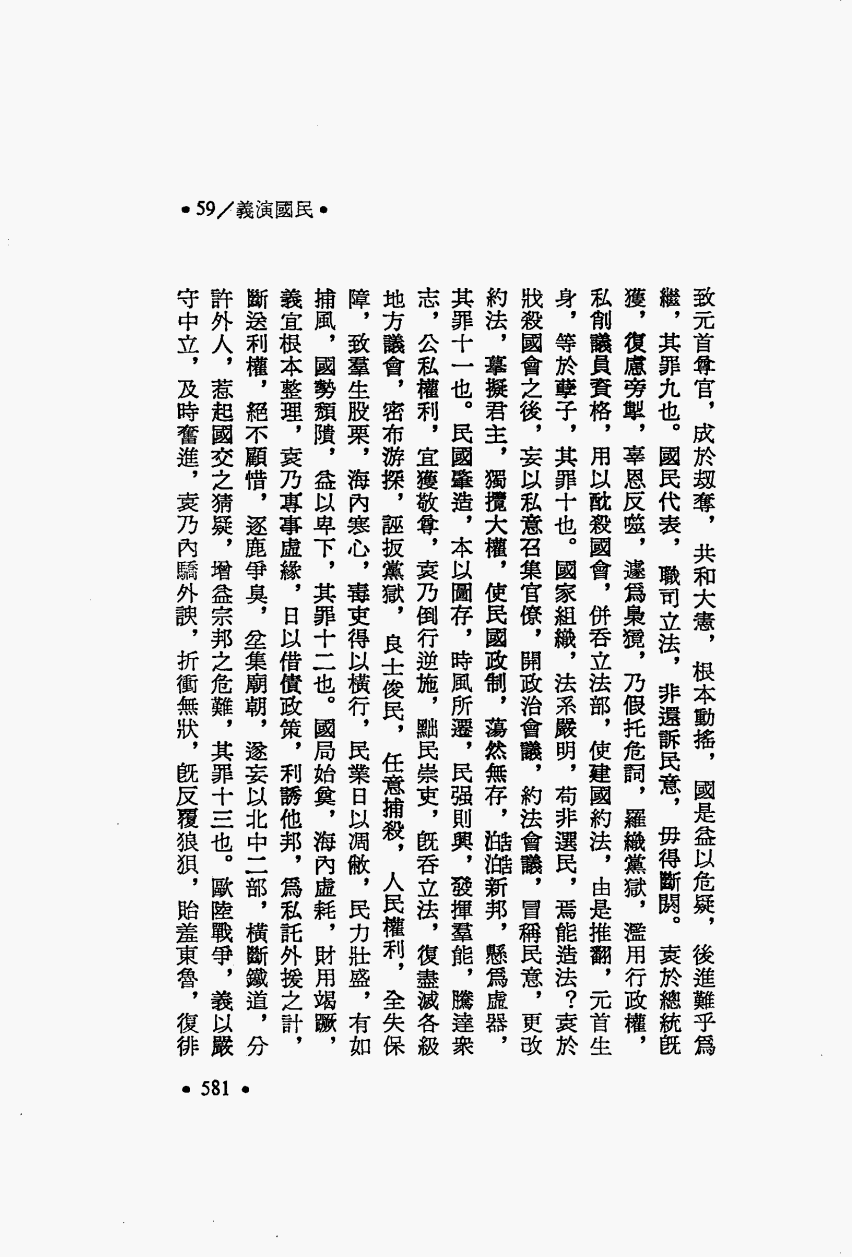 •59／義演國民•
致元首尊官，成於刼奪，共和大憲，根本動搖，國是益以危疑，後進難乎爲
繼，其罪九也。國民代表，職司立法，非還訴民意，毋得斷閼。袁於總統旣
獲，復慮旁掣，辜恩反噬，遽爲梟獍，乃假托危詞，羅織黨獄，濫用行政權，
私削議員資格，用以酖殺國會，併吞立法部，使建國約法，由是推翻，元首生
身，等於孽子，其罪十也。國家組織，法系嚴明，苟非選民，焉能造法？袁於
戕殺國會之後，妄以私意召集官僚，開政治會議，約法會議，冒稱民意，更改
約法，摹擬君主，獨攬大權，使民國政制，蕩然無存，泊誥泊誥新邦，懸爲虛器，
其罪十一也。民國肇造，本以圖存，時風所遷，民强則興，發揮羣能，騰達衆
志，公私權利，宜獲敬尊，袁乃倒行逆施，黜民崇吏，旣吞立法，復盡滅各級
地方議會，密布游探，誣扳黨獄，良士俊民，任意捕殺，人民權利，全失保
障，致羣生股栗，海內寒心，毒吏得以橫行，民業日以凋敝，民力壯盛，有如
捕風，國勢頹隤，益以卑下，其罪十二也。國局始奠，海內虛耗，財用竭蹶，
義宜根本整理，袁乃專事虛緣，日以借債政策，利誘他邦，爲私託外援之計，
斷送利權，絕不顧惜，逐鹿爭臭，坌集廟朝，遂妄以北中二部，橫斷鐵道，分
許外人，惹起國交之猜疑，增益宗邦之危難，其罪十三也。歐陸戰爭，義以嚴
守中立，及時奮進，袁乃內驕外諛，折衝無狀，旣反覆狼狽，貽羞東魯，復徘
•581•